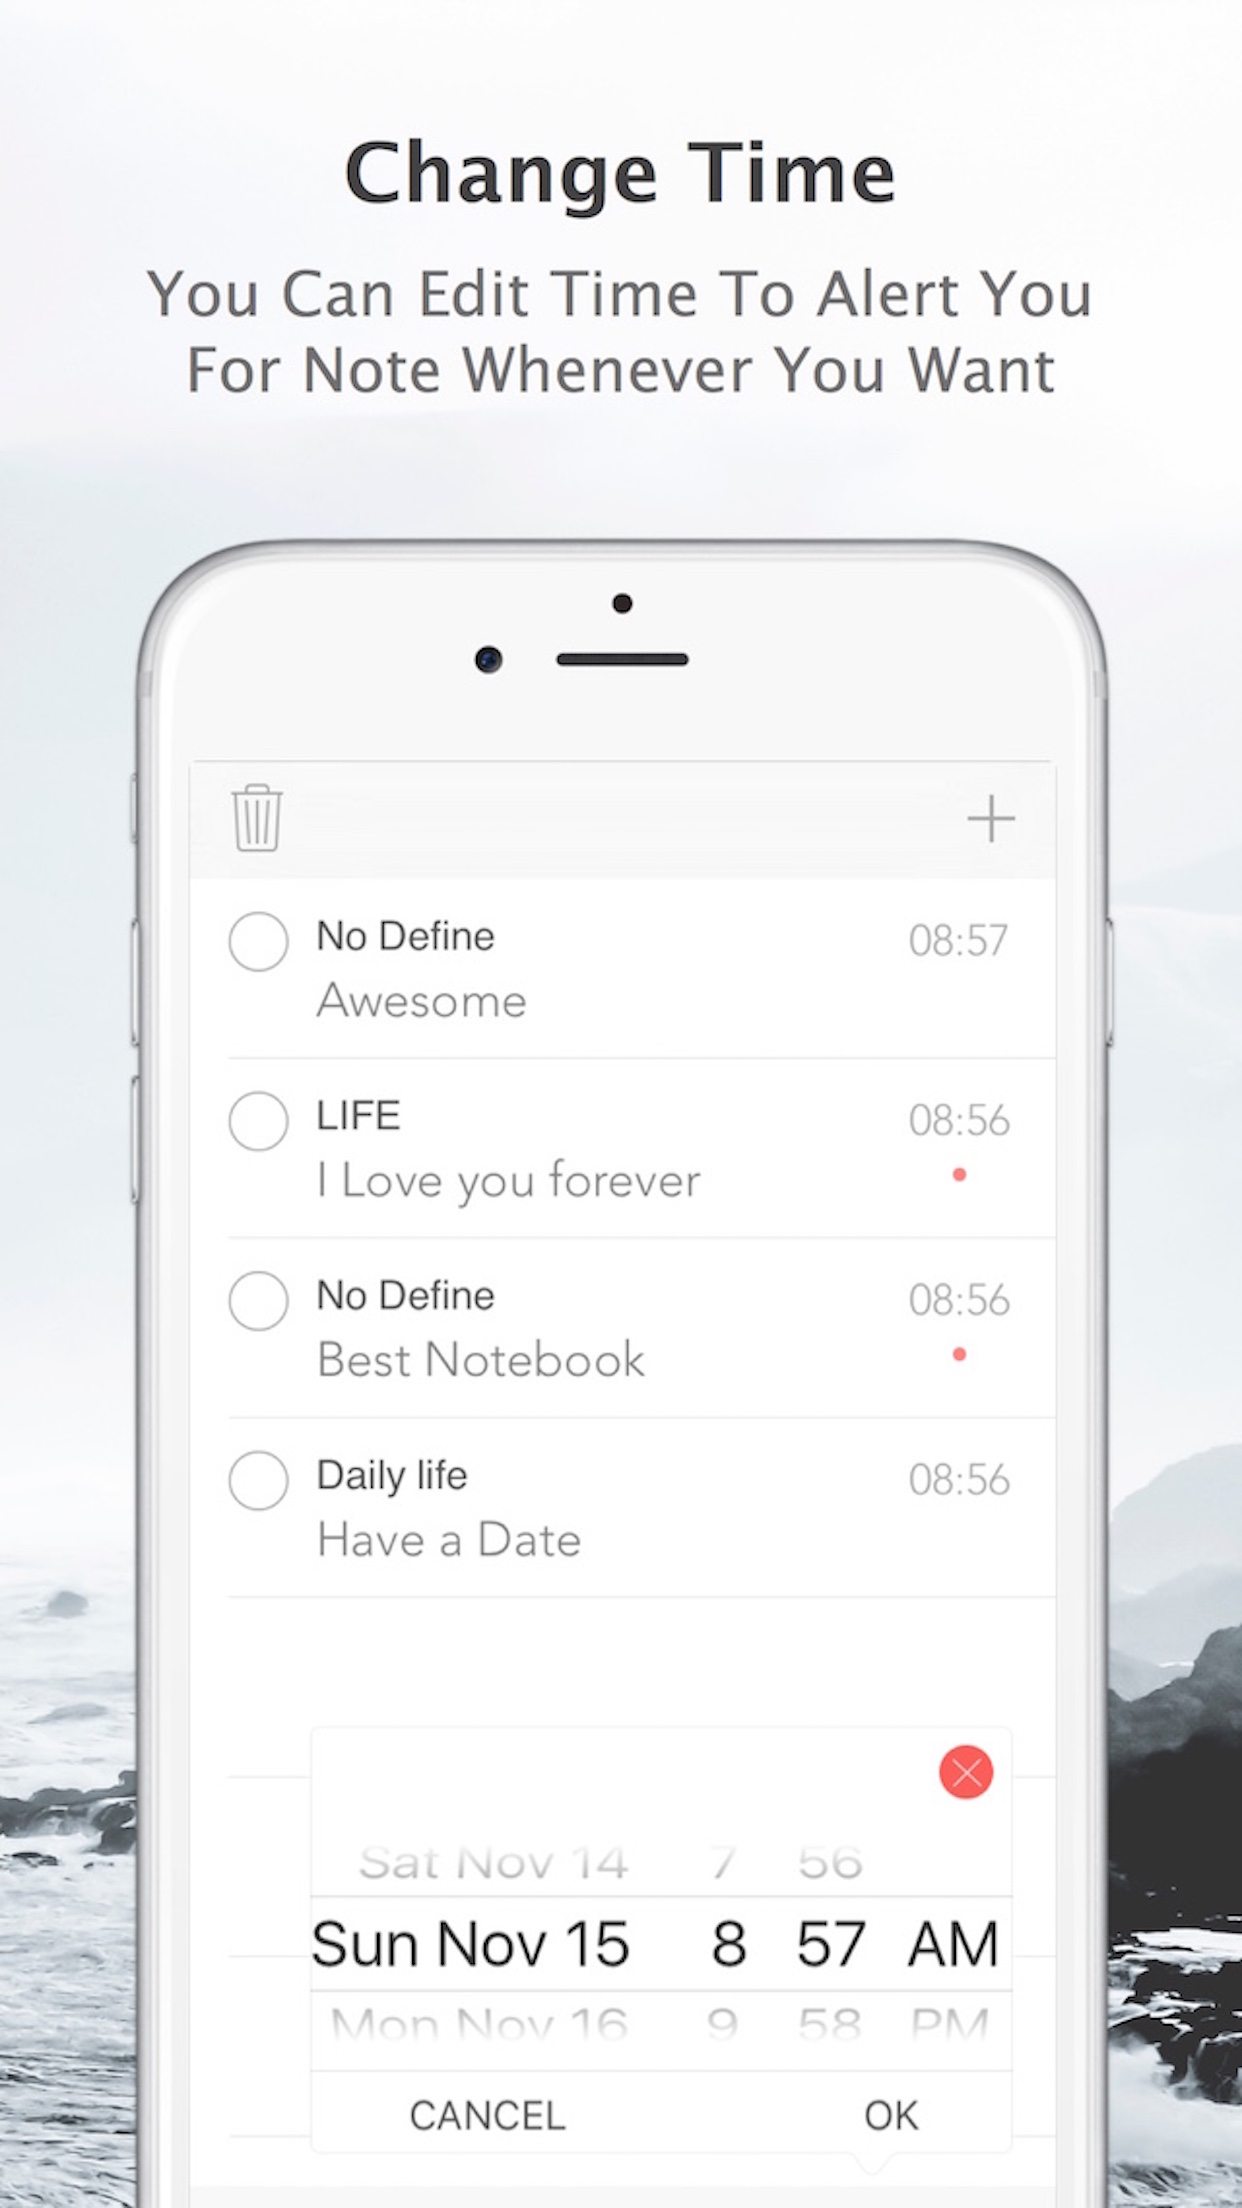 Change Time
You Can Edit Time To Alert You
For Note Whenever You Want
No Define 08:57
Awesome
LIFE 08:56
I Love you forever
No Define 08:56
Best Notebook
Daily life 08:56
Have a Date
Sat Nov 14 7 56
Sun Nov 15 8 57 AM
Mon Nov 16 9 58 PM
CANCEL OK